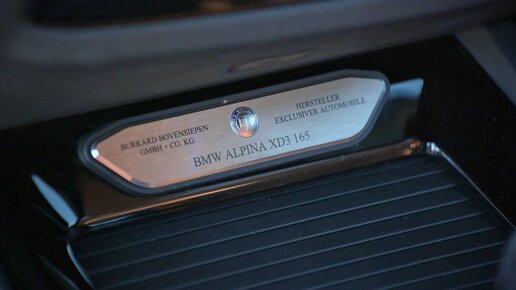 BURKARD BOVENSIEPEN
GMBH + CO. KG
HERSTELLER
EXCLUSIVER AUTOMOBILE
BMW ALPINA XD3 165